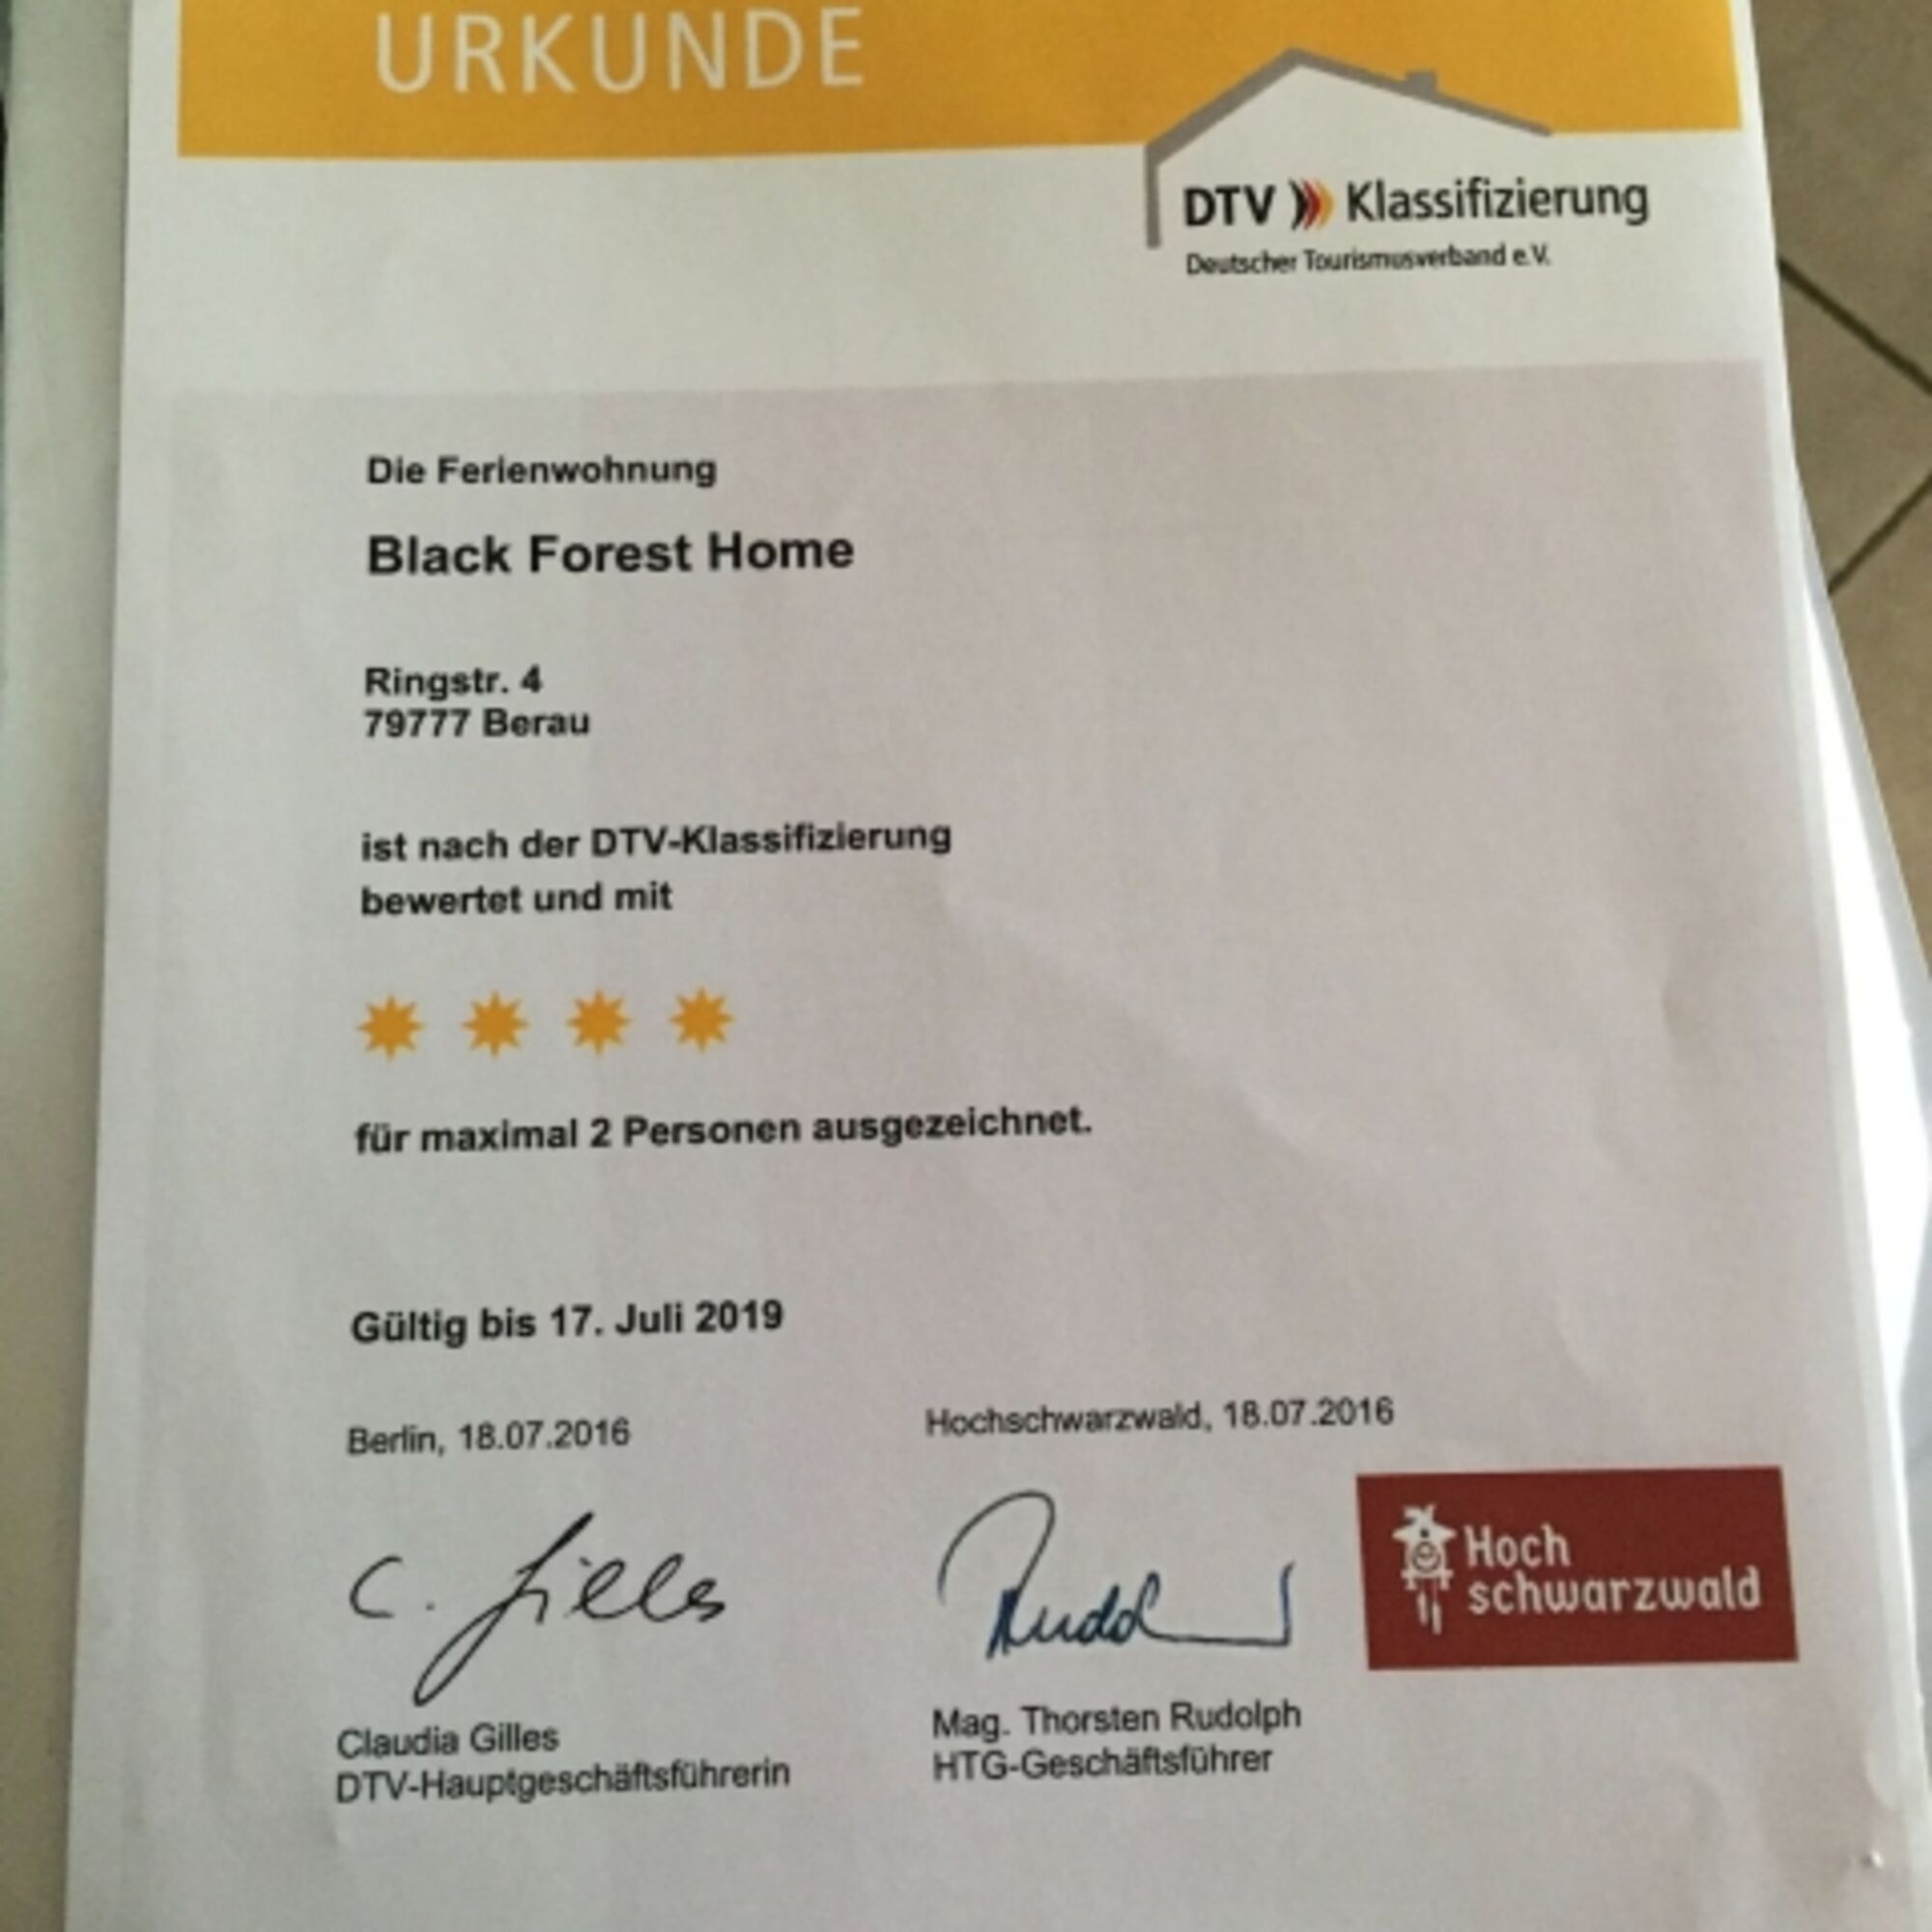 URKUNDE
DTV Klassifizierung
Deutscher Tourismusverband e.V.
Die Ferienwohnung
Black Forest Home
Ringstr. 4
79777 Berau
ist nach der DTV-Klassifizierung
bewertet und mit
für maximal 2 Personen ausgezeichnet.
Gültig bis 17. Juli 2019
Berlin, 18.07.2016
Hochschwarzwald, 18.07.2016
C. Gilles
Hoch
schwarzwald
Claudia Gilles
DTV-Hauptgeschäftsführerin
Mag. Thorsten Rudolph
HTG-Geschäftsführer